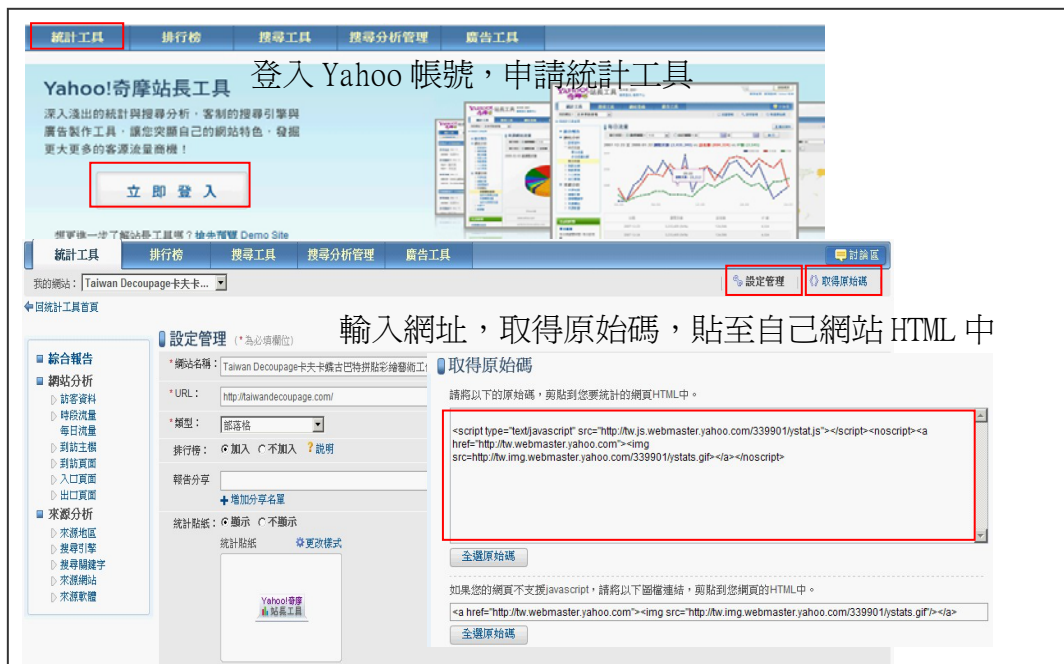 統計工具 排行榜 搜尋工具 搜尋分析管理 廣告工具
登入 Yahoo 帳號，申請統計工具
Yahoo!奇摩站長工具
深入淺出的統計與搜尋分析、客制的搜尋引擎與
廣告製作工具，讓您突顯自己的網站特色，發掘
更大更多的客源流量商機！
立即登入
想更進一步了解站長工具嗎？搶先預覽 Demo Site
統計工具 排行榜 搜尋工具 搜尋分析管理 廣告工具 討論區
我的網站： Taiwan Decoupage卡夫卡... 設定管理 取得原始碼
回統計工具首頁
輸入網址，取得原始碼，貼至自己網站 HTML 中
綜合報告
網站分析
訪客資料
時段流量
每日流量
到訪主機
到訪頁面
入口頁面
出口頁面
來源分析
來源地區
搜尋引擎
搜尋關鍵字
來源網站
來源軟體
設定管理 (*為必填欄位)
*網站名稱： Taiwan Decoupage卡夫卡蝶古巴特拼貼彩繪藝術工
*URL： http://taiwandecoupage.com/
*類型： 部落格
排行榜： 加入 不加入 ?說明
報告分享
增加分享名單
統計貼紙： 顯示 不顯示
統計貼紙 更改樣式
Yahoo!奇摩
站長工具
取得原始碼
請將以下的原始碼，剪貼到您要統計的網頁HTML中。
<script type="text/javascript" src="http://tw.js.webmaster.yahoo.com/339901/ystat.js"></script><noscript><a
href="http://tw.webmaster.yahoo.com"><img
src=http://tw.img.webmaster.yahoo.com/339901/ystats.gif></a></noscript>
全選原始碼
如果您的網頁不支援javascript，請將以下圖檔連結，剪貼到您網頁的HTML中。
<a href="http://tw.webmaster.yahoo.com"><img src="http://tw.img.webmaster.yahoo.com/339901/ystats.gif"/></a>
全選原始碼